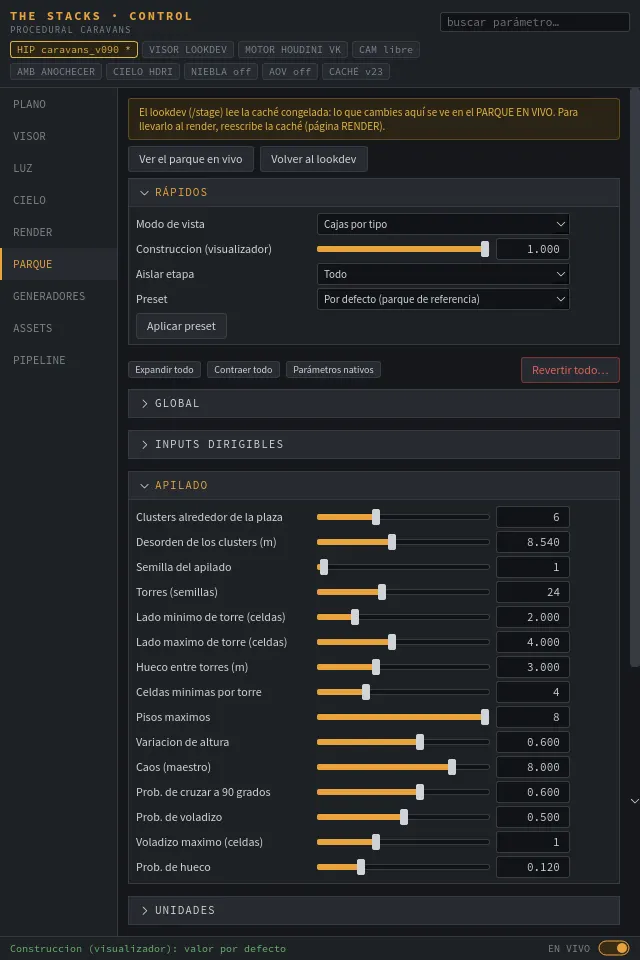 THE STACKS · CONTROL
PROCEDURAL CARAVANS
buscar parámetro…
HIP caravans_v090 *
VISOR LOOKDEV
MOTOR HOUDINI VK
CAM libre
AMB ANOCHECER
CIELO HDRI
NIEBLA off
AOV off
CACHÉ v23
PLANO
VISOR
LUZ
CIELO
RENDER
PARQUE
GENERADORES
ASSETS
PIPELINE
El lookdev (/stage) lee la caché congelada: lo que cambies aquí se ve en el PARQUE EN VIVO. Para
llevarlo al render, reescribe la caché (página RENDER).
Ver el parque en vivo
Volver al lookdev
RÁPIDOS
Modo de vista
Cajas por tipo
Construccion (visualizador)
1.000
Aislar etapa
Todo
Preset
Por defecto (parque de referencia)
Aplicar preset
Expandir todo
Contraer todo
Parámetros nativos
Revertir todo…
GLOBAL
INPUTS DIRIGIBLES
APILADO
Clusters alrededor de la plaza
6
Desorden de los clusters (m)
8.540
Semilla del apilado
1
Torres (semillas)
24
Lado minimo de torre (celdas)
2.000
Lado maximo de torre (celdas)
4.000
Hueco entre torres (m)
3.000
Celdas minimas por torre
4
Pisos maximos
8
Variacion de altura
0.600
Caos (maestro)
8.000
Prob. de cruzar a 90 grados
0.600
Prob. de voladizo
0.500
Voladizo maximo (celdas)
1
Prob. de hueco
0.120
UNIDADES
Construccion (visualizador): valor por defecto
EN VIVO